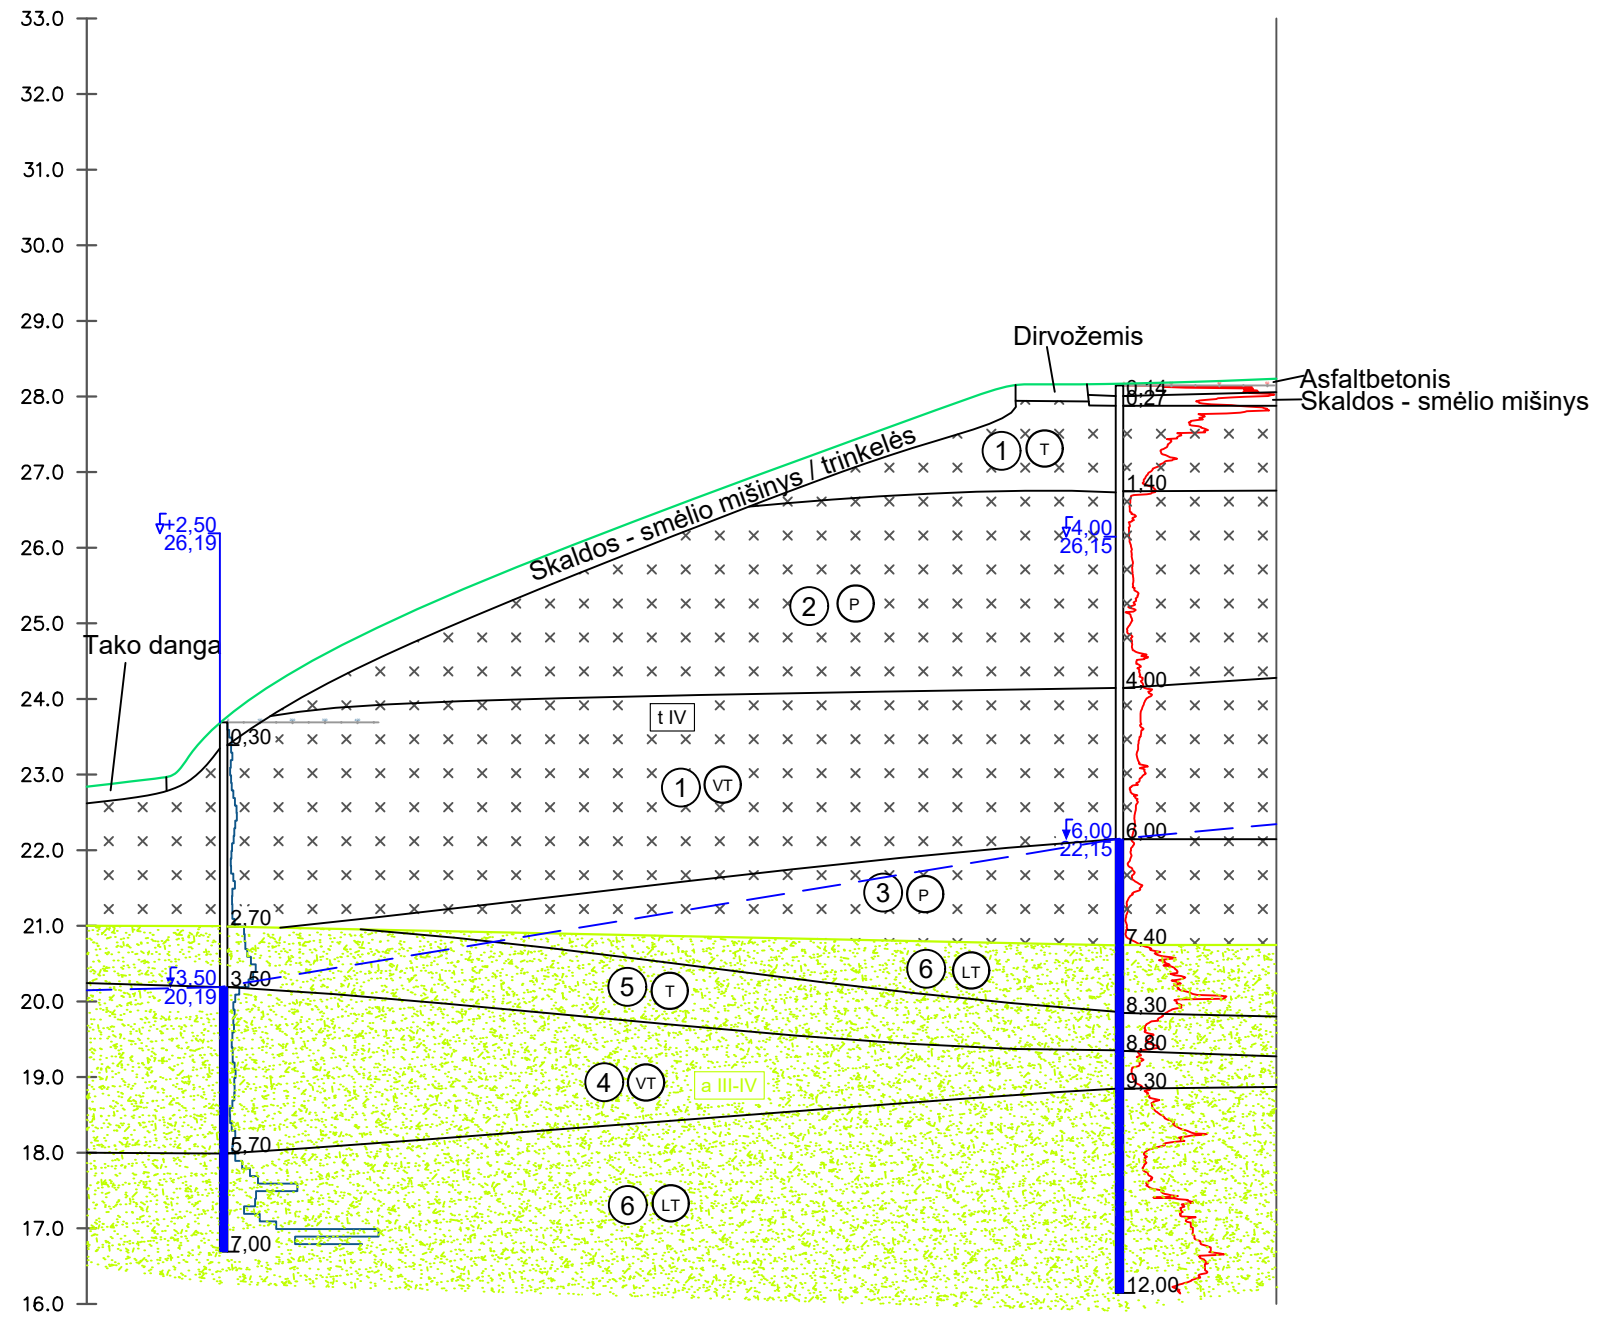 33.0
32.0
31.0
30.0
29.0
Dirvožemis
Asfaltbetonis
28.0
0,14
0,27
Skaldos - smėlio mišinys
Skaldos - smėlio mišinys / trinkelės
1 T
27.0
1,40
+2,50
26,19
4,00
26,15
26.0
2 P
25.0
Tako danga
24.0
4,00
t IV
0,30
23.0
1 VT
22.0
6,00
22,15
6,00
3 P
21.0
2,70
7,40
6 LT
3,50
20,19
3,50
5 T
20.0
8,30
8,80
19.0
4 VT
a III-IV
9,30
18.0
5,70
6 LT
17.0
7,00
12,00
16.0